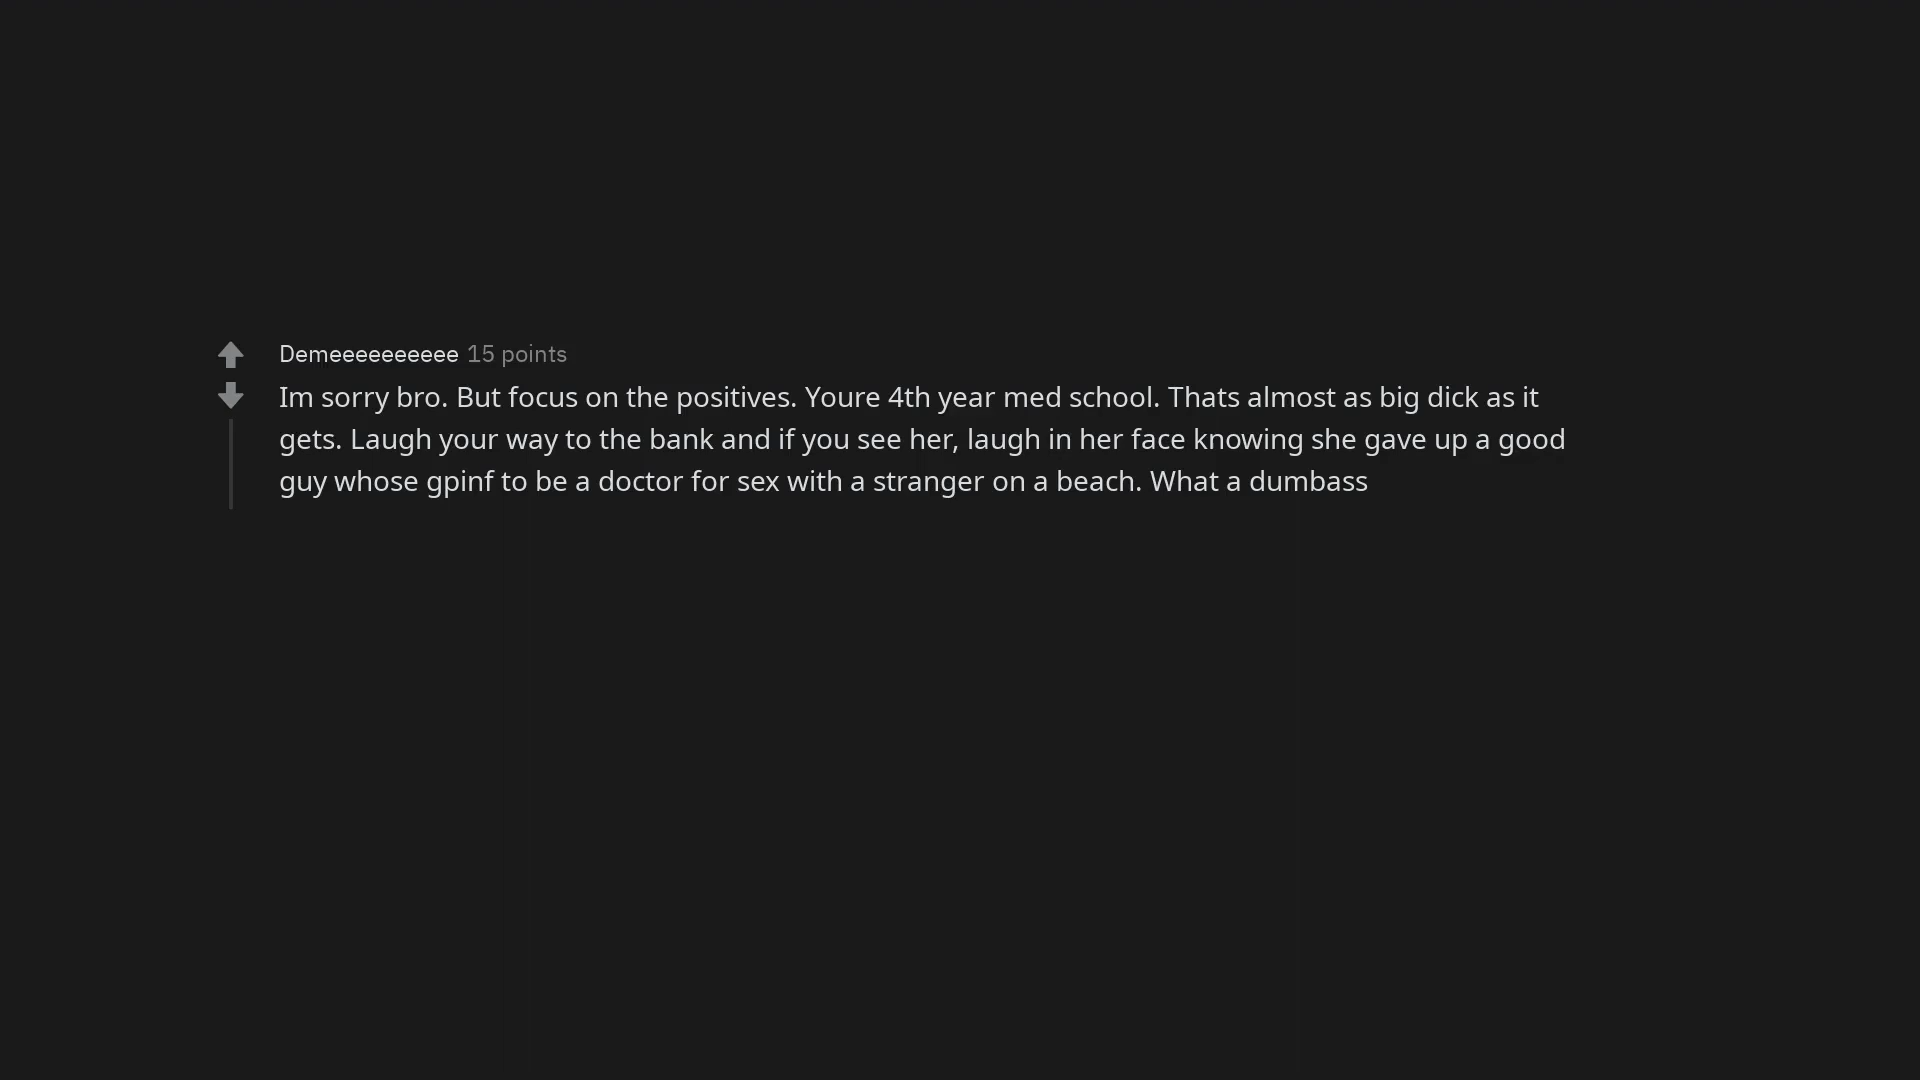 Demeeeeeeeeee 15 points
Im sorry bro. But focus on the positives. Youre 4th year med school. Thats almost as big dick as it
gets. Laugh your way to the bank and if you see her, laugh in her face knowing she gave up a good
guy whose gpinf to be a doctor for sex with a stranger on a beach. What a dumbass